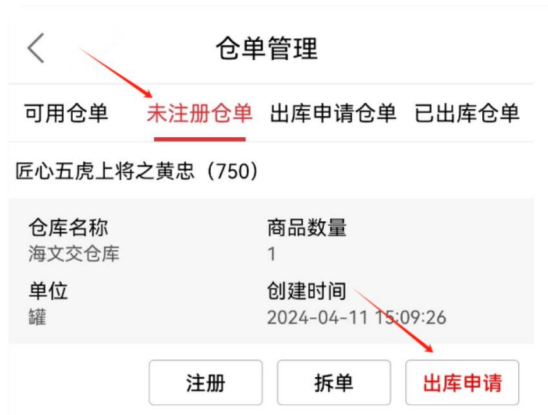 仓单管理
可用仓单 未注册仓单 出库申请仓单 已出库仓单
匠心五虎上将之黄忠（750）
仓库名称 商品数量
海文交仓库 1
单位 创建时间
罐 2024-04-11 15:09:26
注册 拆单 出库申请